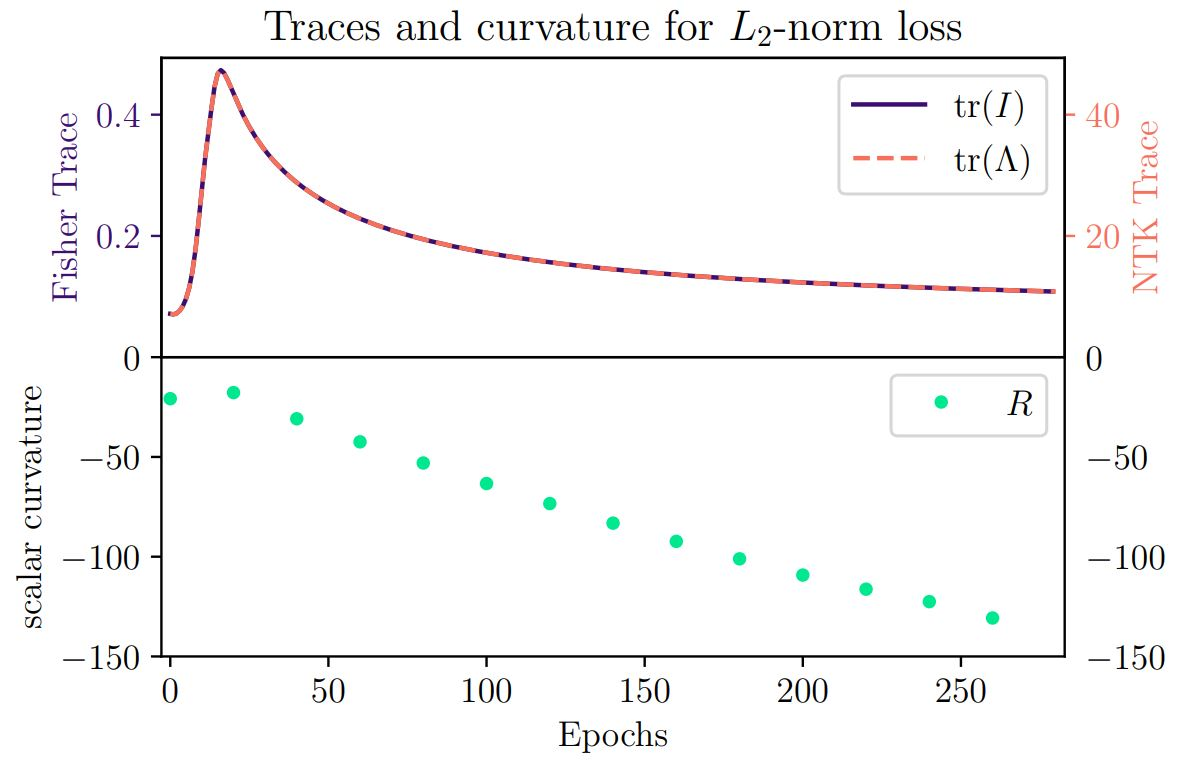 Traces and curvature for L₂-norm loss
Fisher Trace
0.4
0.2
0
tr(I)
tr(Λ)
40
20
0
NTK Trace
scalar curvature
−50
−100
−150
R
−50
−100
−150
0 50 100 150 200 250
Epochs